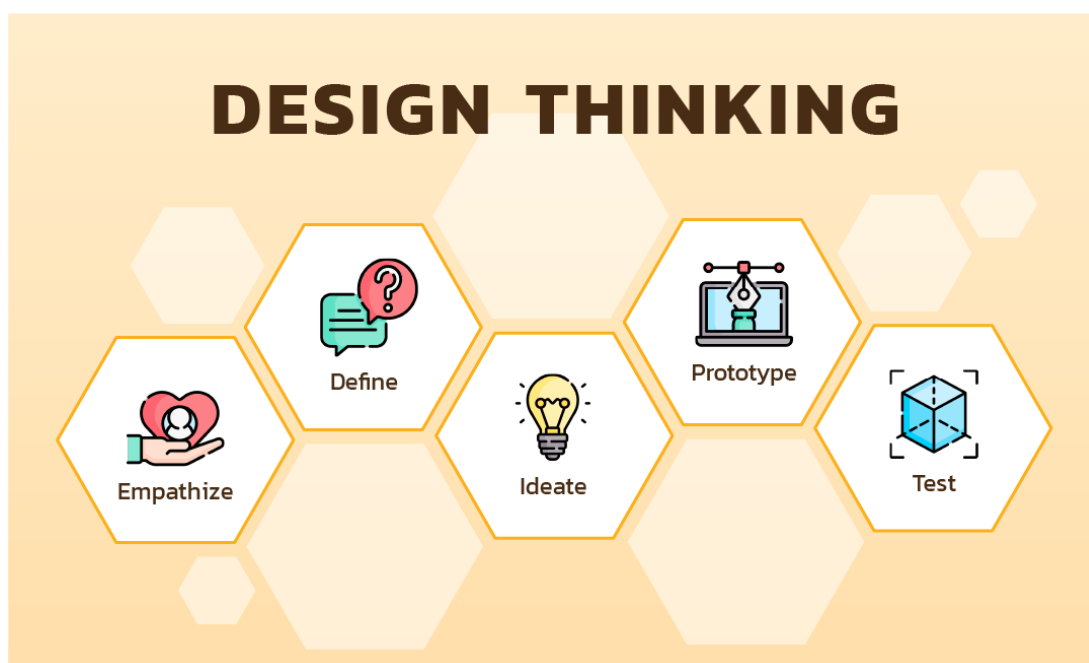 DESIGN THINKING
Empathize
Define
Ideate
Prototype
Test